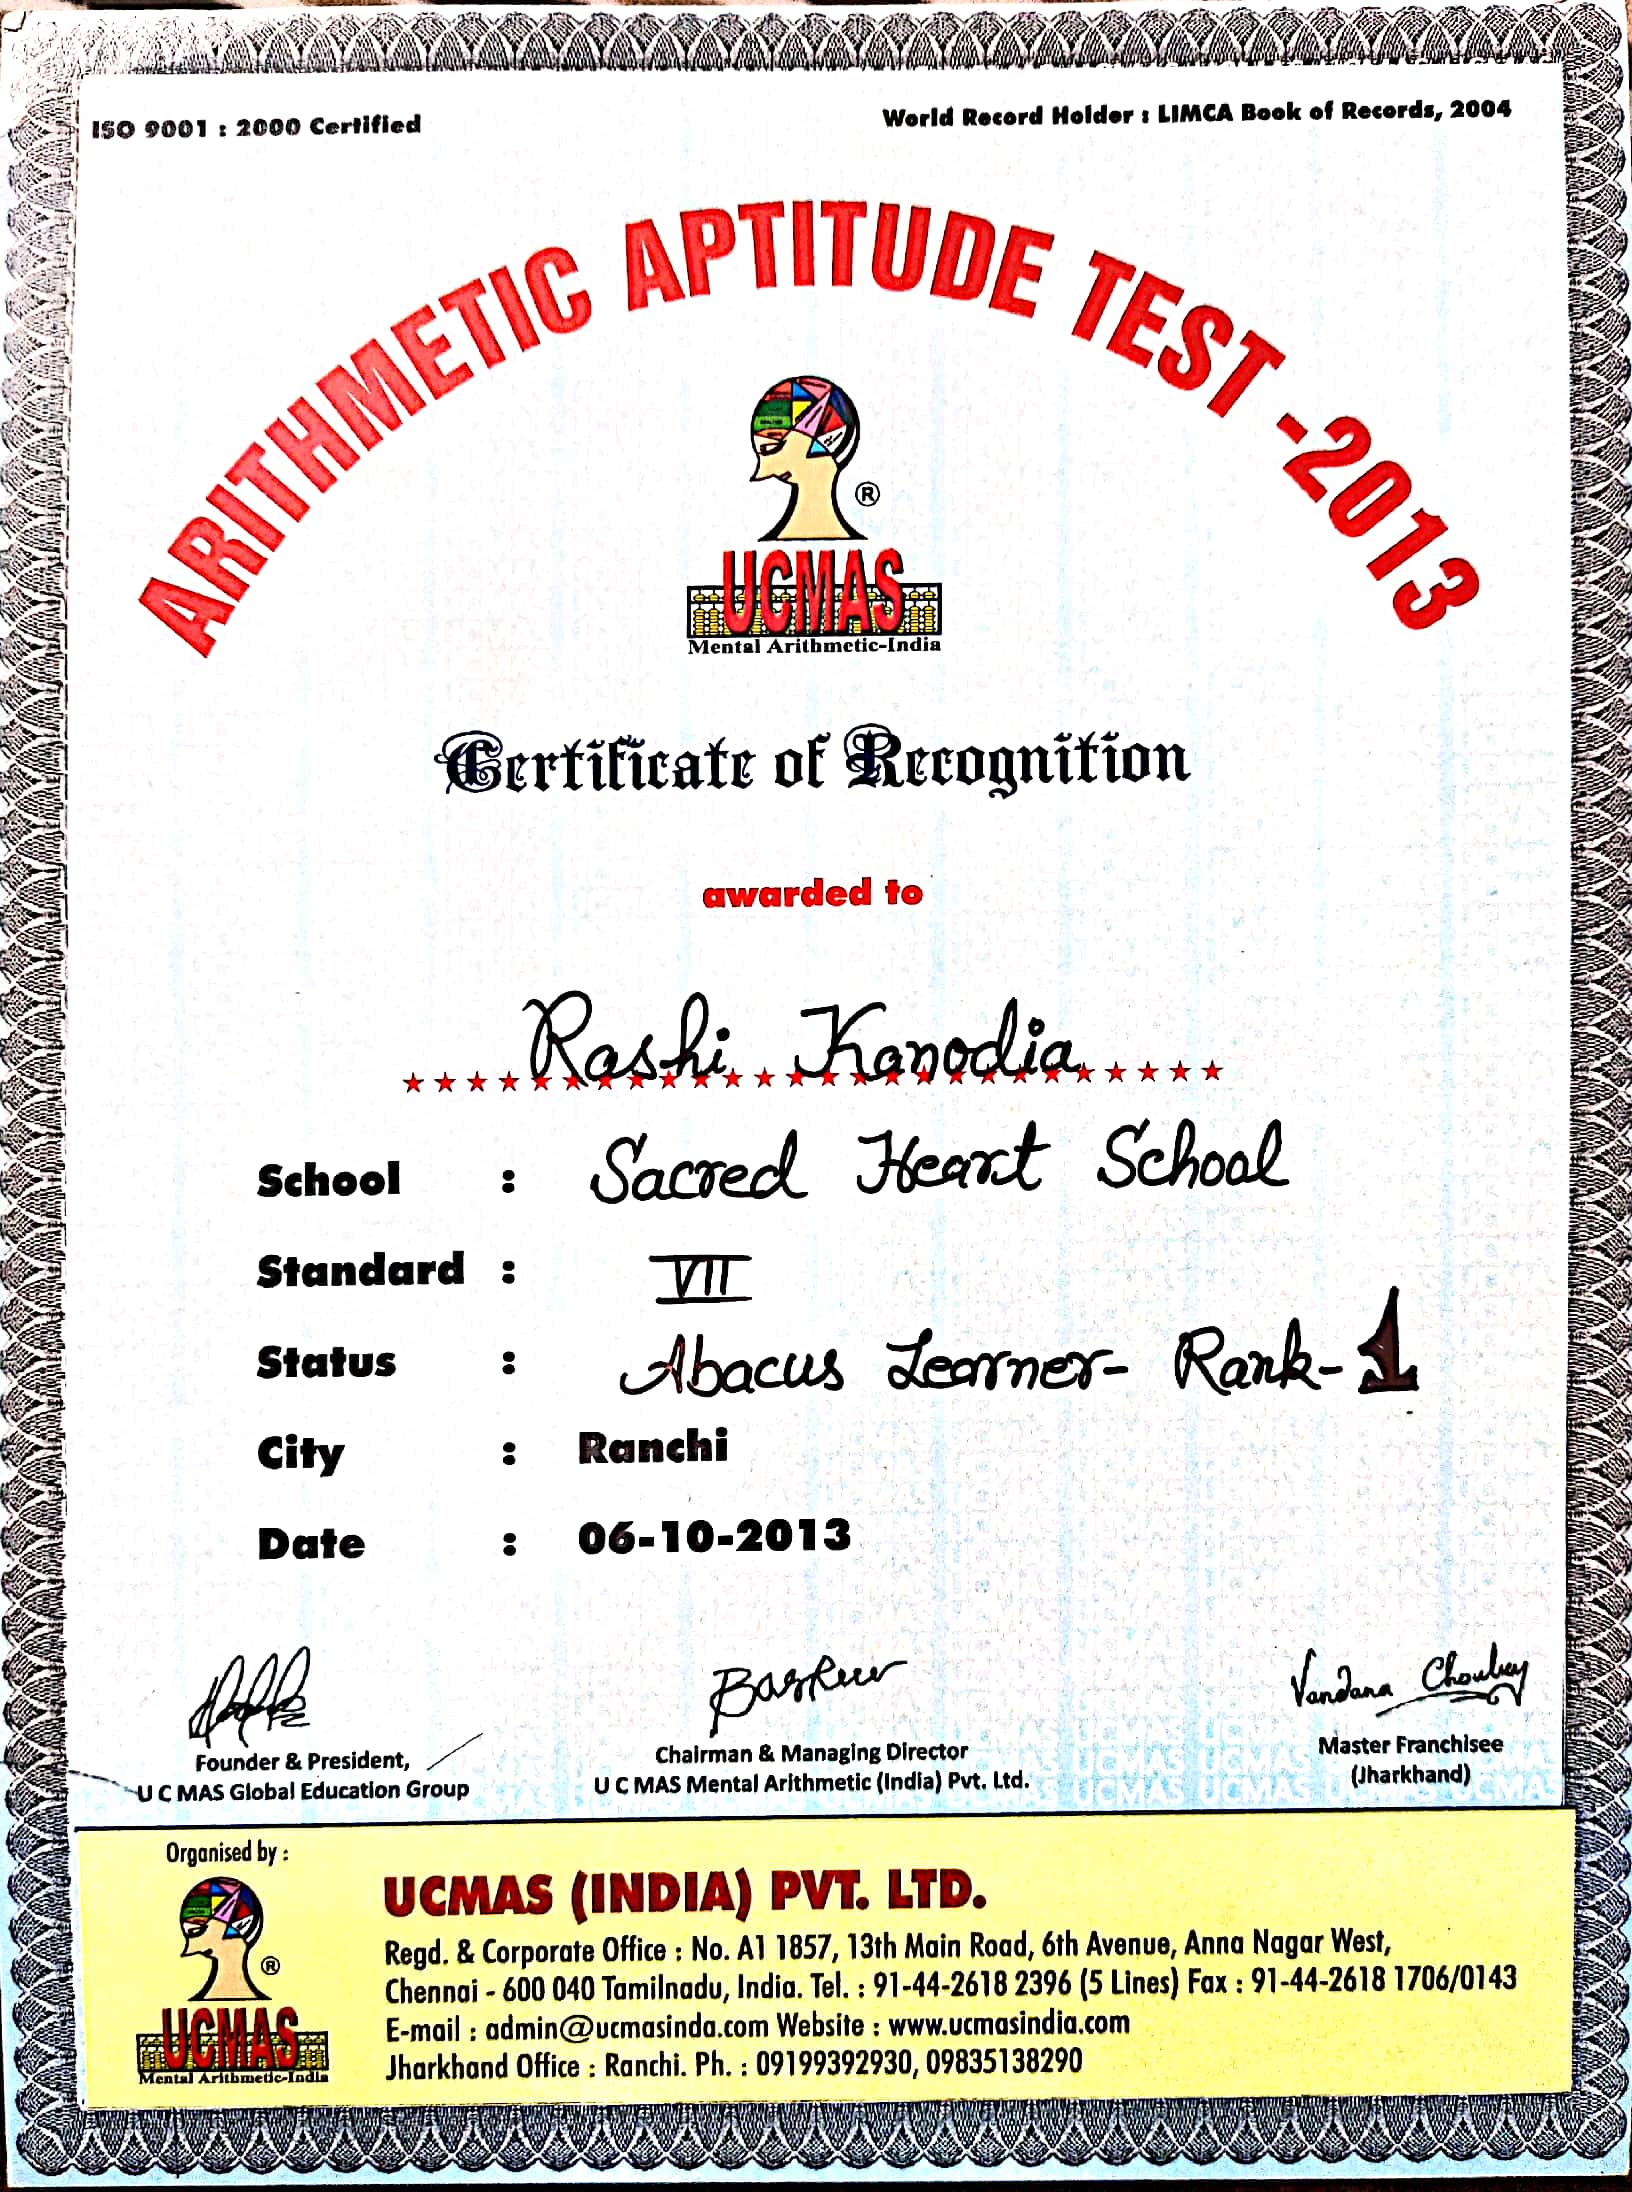 ISO 9001 : 2000 Certified
World Record Holder : LIMCA Book of Records, 2004
ARITHMETIC APTITUDE TEST -2013
®
UCMAS
Mental Arithmetic-India
Certificate of Recognition
awarded to
Rashi Kanodia
School : Sacred Heart School
Standard : VII
Status : Abacus Learner- Rank-1
City : Ranchi
Date : 06-10-2013
Vandana Choubey
Founder & President,
U C MAS Global Education Group
Chairman & Managing Director
U C MAS Mental Arithmetic (India) Pvt. Ltd.
Master Franchisee
(Jharkhand)
Organised by :
®
UCMAS
Mental Arithmetic-India
UCMAS (INDIA) PVT. LTD.
Regd. & Corporate Office : No. A1 1857, 13th Main Road, 6th Avenue, Anna Nagar West,
Chennai - 600 040 Tamilnadu, India. Tel. : 91-44-2618 2396 (5 Lines) Fax : 91-44-2618 1706/0143
E-mail : admin@ucmasinda.com Website : www.ucmasindia.com
Jharkhand Office : Ranchi. Ph. : 09199392930, 09835138290